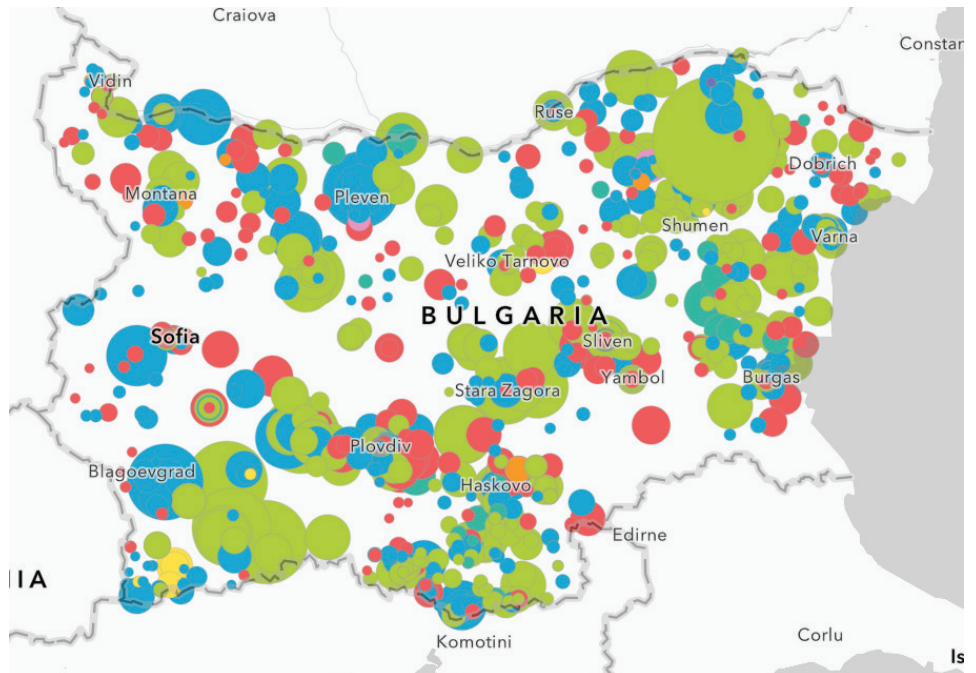 Craiova
Constan
Vidin
Ruse
Dobrich
Montana
Pleven
Shumen
Varna
Veliko Tarnovo
BULGARIA
Sofia
Sliven
Yambol
Burgas
Stara Zagora
Plovdiv
Blagoevgrad
Haskovo
Edirne
IA
Komotini
Corlu
Is